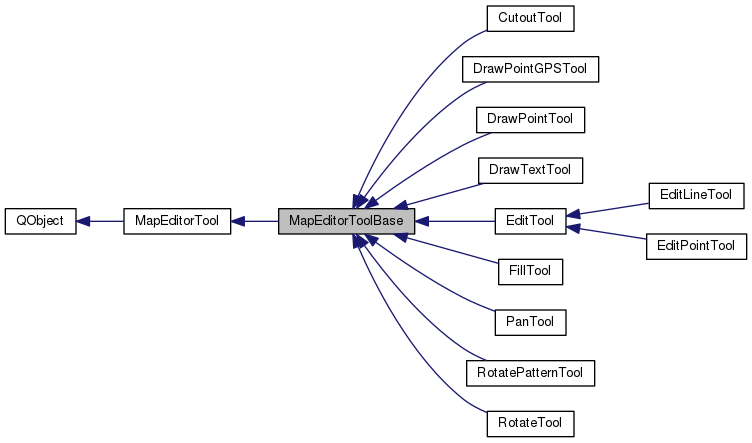 CutoutTool
DrawPointGPSTool
DrawPointTool
DrawTextTool
QObject
MapEditorTool
MapEditorToolBase
EditTool
EditLineTool
EditPointTool
FillTool
PanTool
RotatePatternTool
RotateTool